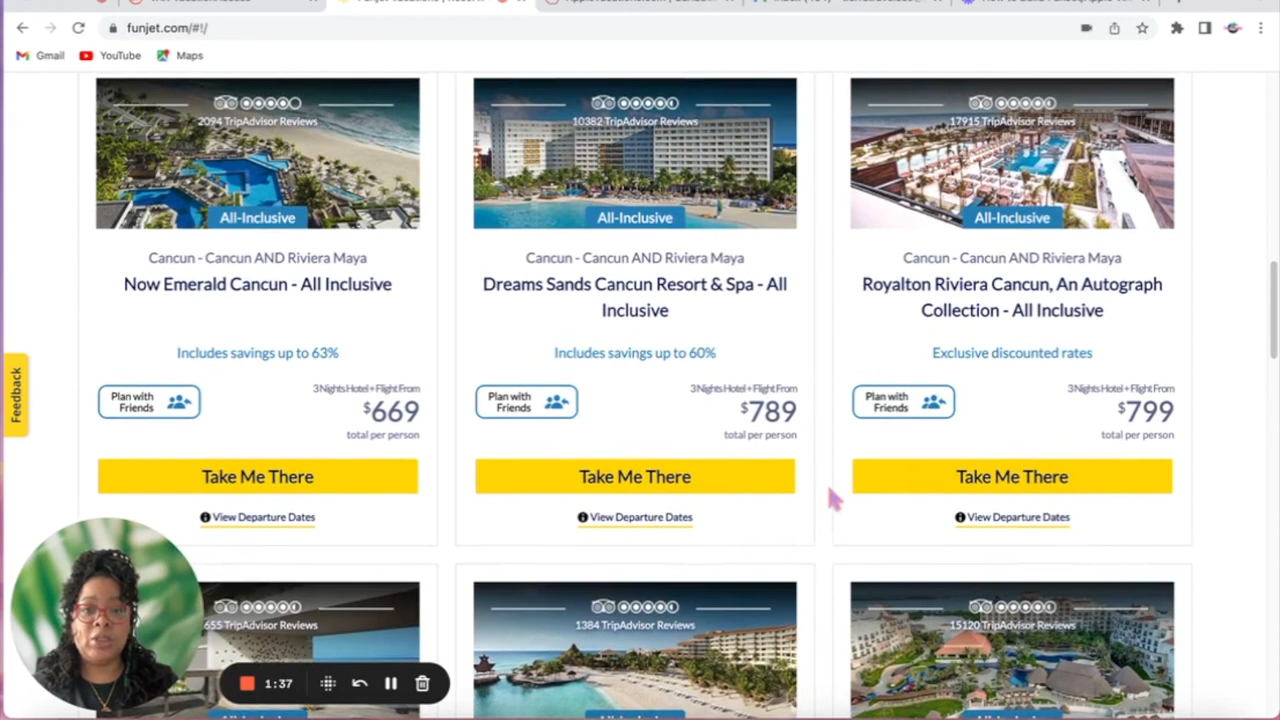 funjet.com/#!/
Gmail
YouTube
Maps
2094 TripAdvisor Reviews
10382 TripAdvisor Reviews
17915 TripAdvisor Reviews
All-Inclusive
All-Inclusive
All-Inclusive
Cancun - Cancun AND Riviera Maya
Cancun - Cancun AND Riviera Maya
Cancun - Cancun AND Riviera Maya
Now Emerald Cancun - All Inclusive
Dreams Sands Cancun Resort & Spa - All
Inclusive
Royalton Riviera Cancun, An Autograph
Collection - All Inclusive
Includes savings up to 63%
Includes savings up to 60%
Exclusive discounted rates
Feedback
Plan with
Friends
3 Nights Hotel + Flight From
$669
total per person
Plan with
Friends
3 Nights Hotel + Flight From
$789
total per person
Plan with
Friends
3 Nights Hotel + Flight From
$799
total per person
Take Me There
Take Me There
Take Me There
View Departure Dates
View Departure Dates
View Departure Dates
655 TripAdvisor Reviews
1384 TripAdvisor Reviews
15120 TripAdvisor Reviews
1:37